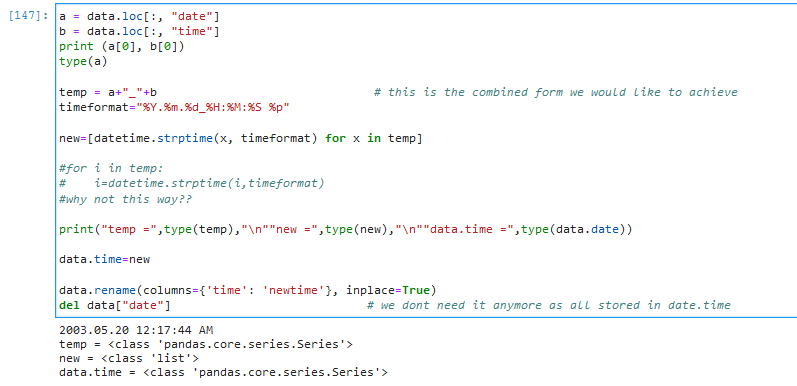 [147]: a = data.loc[:, "date"]
b = data.loc[:, "time"]
print (a[0], b[0])
type(a)
temp = a+"_"+b # this is the combined form we would like to achieve
timeformat="%Y.%m.%d_%H:%M:%S %p"
new=[datetime.strptime(x, timeformat) for x in temp]
#for i in temp:
#    i=datetime.strptime(i,timeformat)
#why not this way??
print("temp =",type(temp),"\n""new =",type(new),"\n""data.time =",type(data.date))
data.time=new
data.rename(columns={'time': 'newtime'}, inplace=True)
del data["date"] # we dont need it anymore as all stored in date.time
2003.05.20 12:17:44 AM
temp = <class 'pandas.core.series.Series'>
new = <class 'list'>
data.time = <class 'pandas.core.series.Series'>